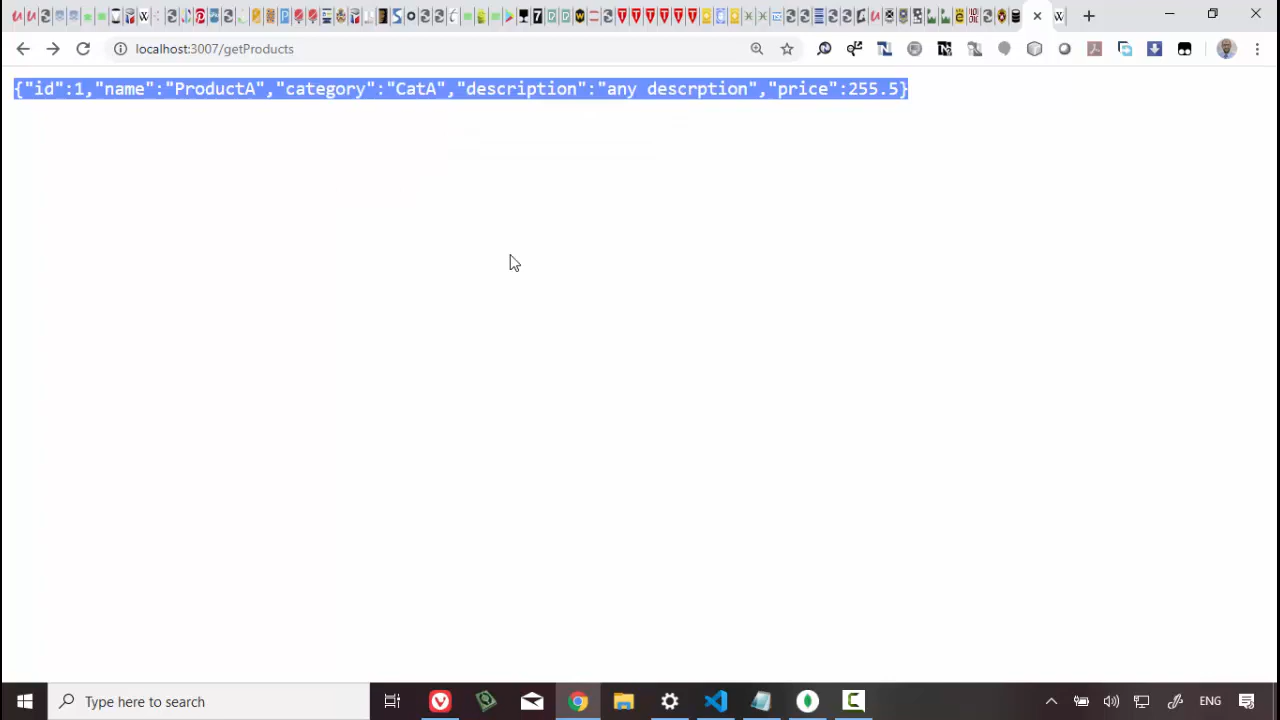 localhost:3007/getProducts
{"id":1,"name":"ProductA","category":"CatA","description":"any descrption","price":255.5}
Type here to search
ENG